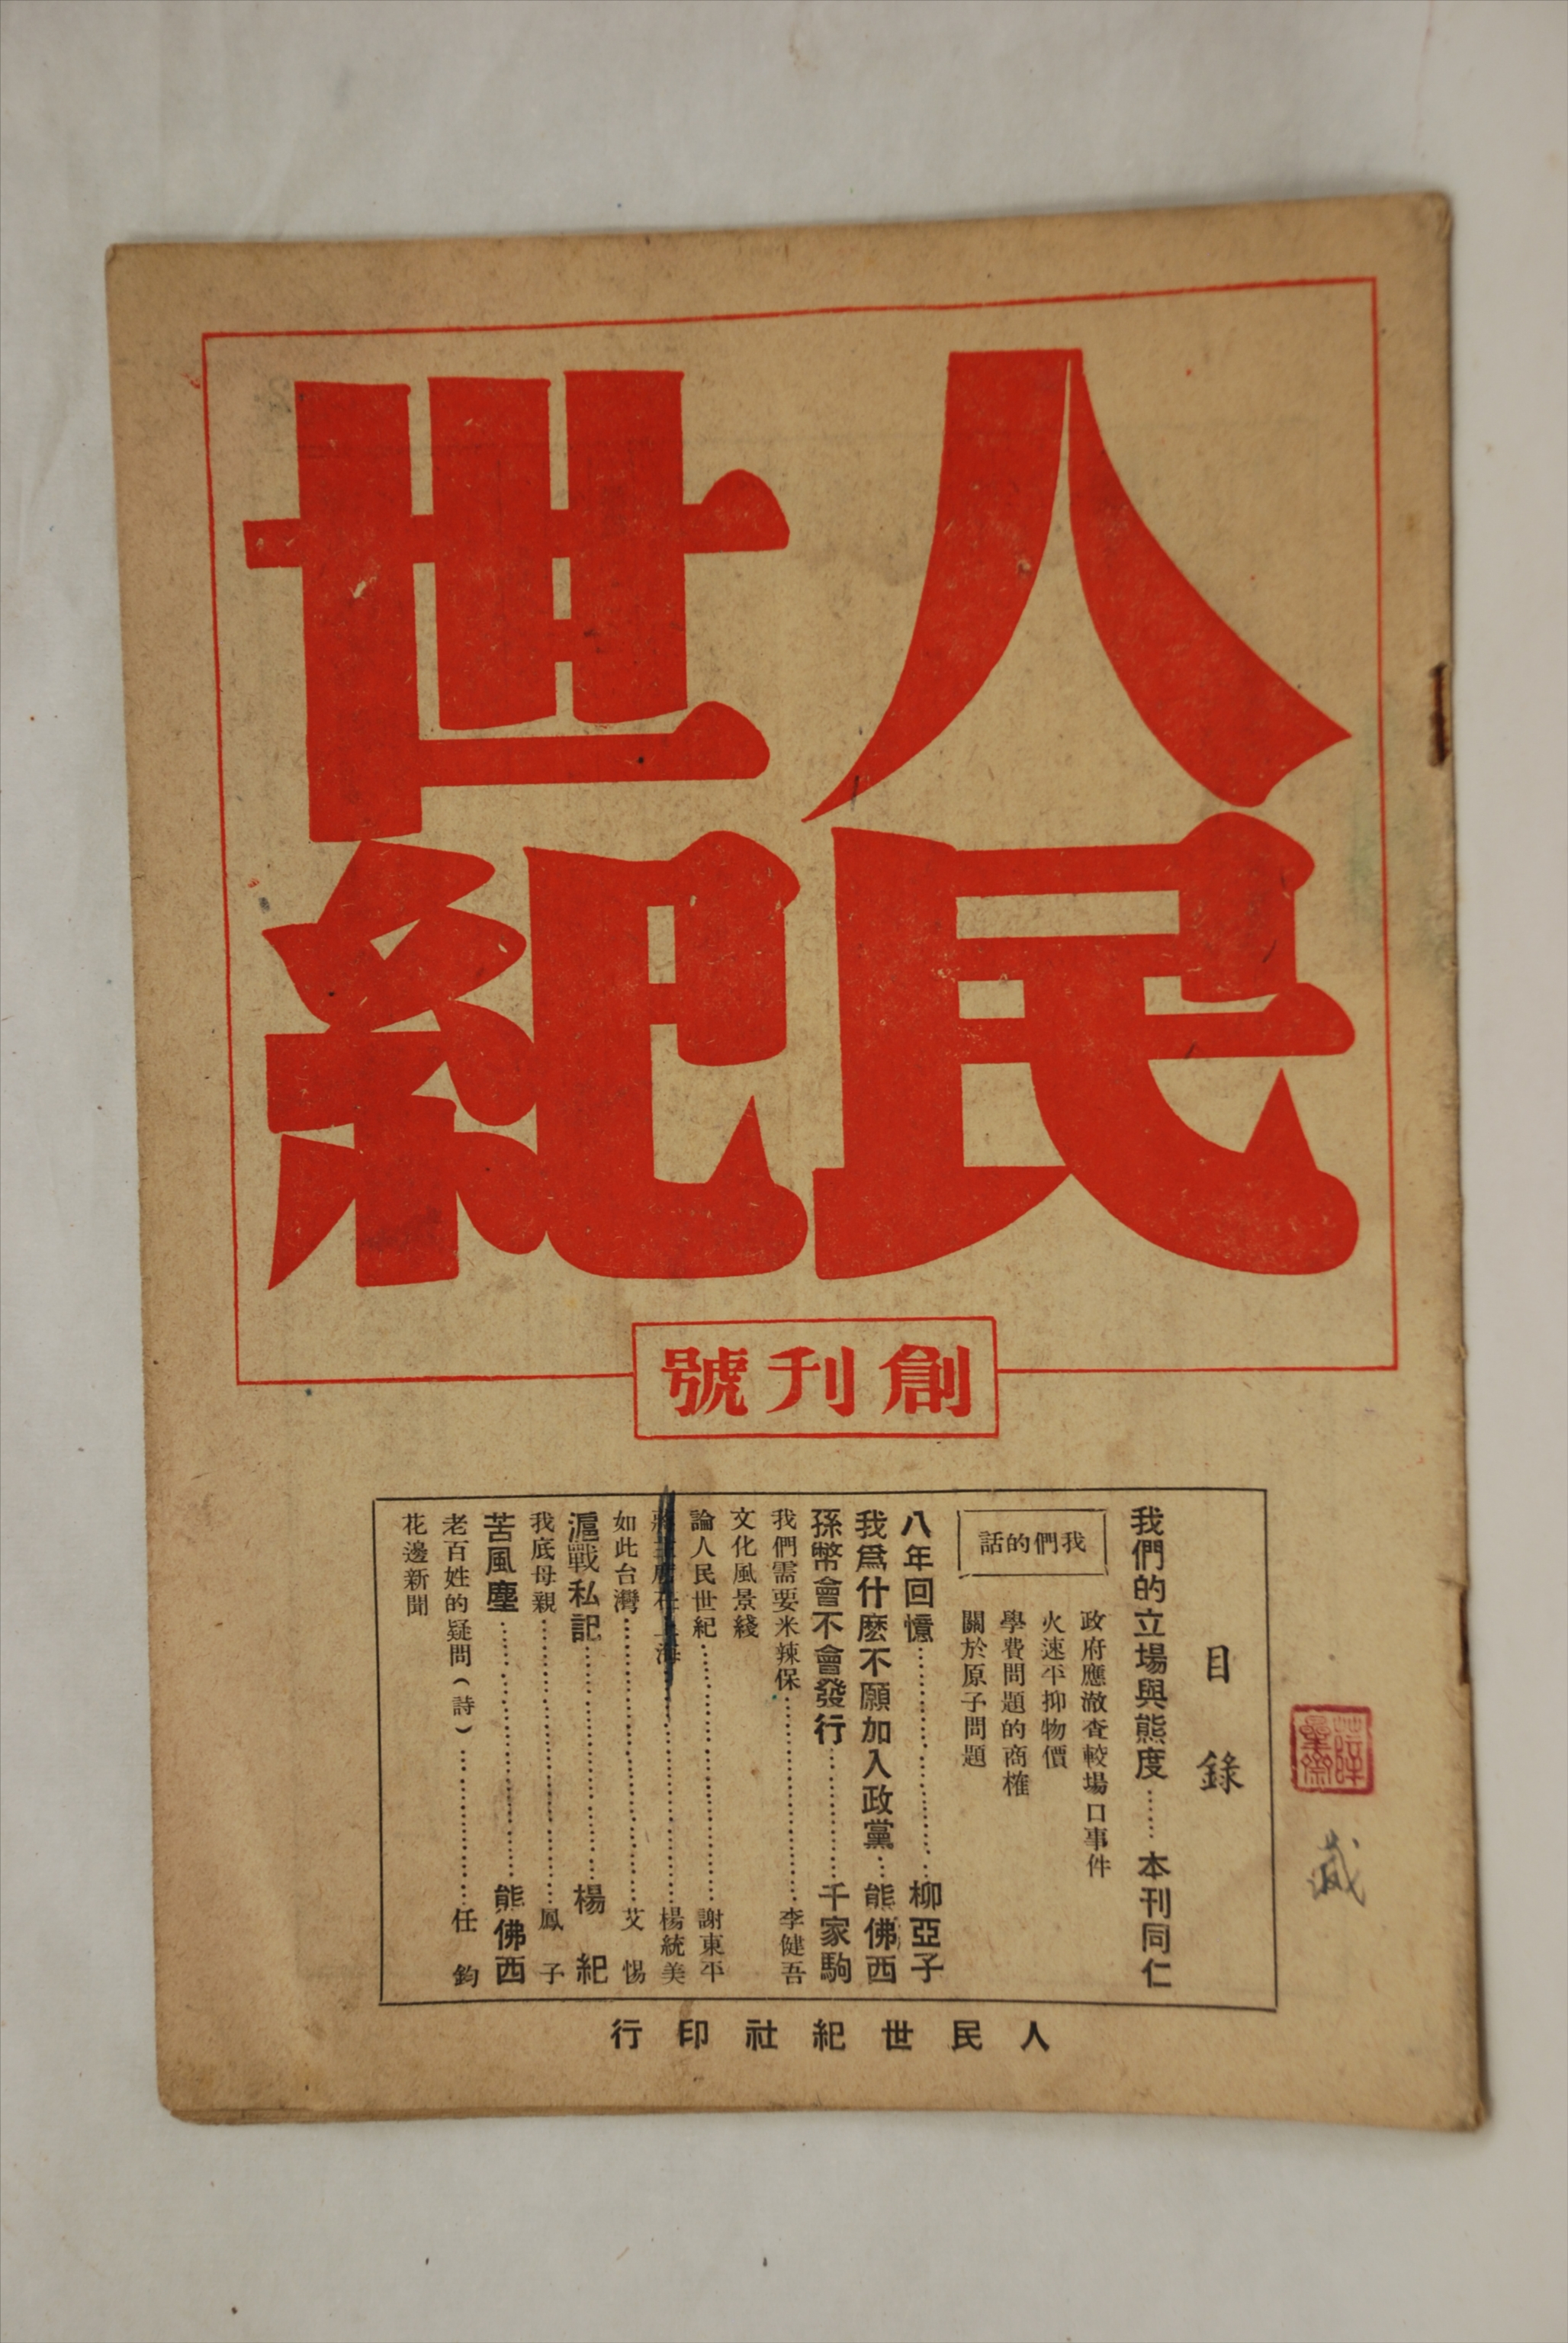 人民
世紀
創刊號
目錄
我們的立場與態度……本刊同仁
我們的話
政府應澈查較場口事件
火速平抑物價
學費問題的商榷
關於原子問題
八年回憶……柳亞子
我爲什麽不願加入政黨……熊佛西
孫幣會不會發行……千家駒
我們需要米辣保……李健吾
文化風景綫
論人民世紀……謝東平
在上海……楊統美
如此台灣……艾惕
滬戰私記……楊紀
我底母親……鳳子
苦風塵……熊佛西
老百姓的疑問（詩）……任鈞
花邊新聞
人民世紀社印行
藏